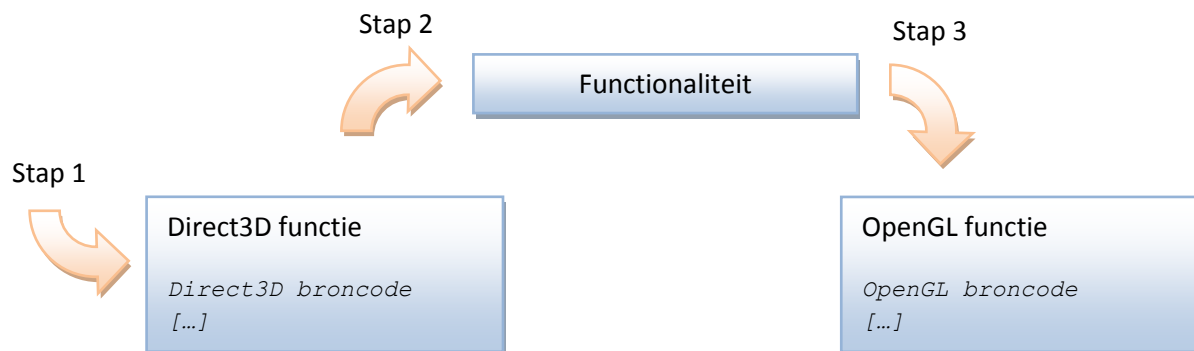 Stap 2
Stap 3
Functionaliteit
Stap 1
Direct3D functie
Direct3D broncode
[…]
OpenGL functie
OpenGL broncode
[…]